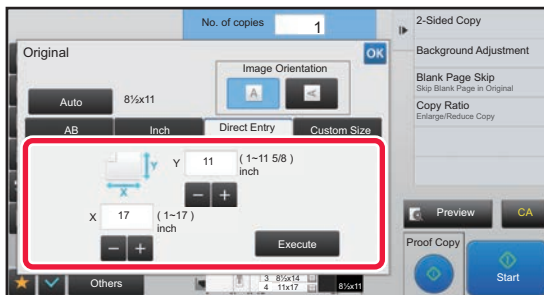 No. of copies 1
2-Sided Copy
Original
OK
Background Adjustment
Image Orientation
A A
Blank Page Skip
Skip Blank Page in Original
Auto 8½x11
Copy Ratio
Enlarge/Reduce Copy
AB Inch Direct Entry Custom Size
Y Y 11 (1~11 5/8)
inch
X
X 17 (1~17)
inch
Preview CA
Execute
Proof Copy
Start
Others
3 8½x14
4 11x17
8½x11